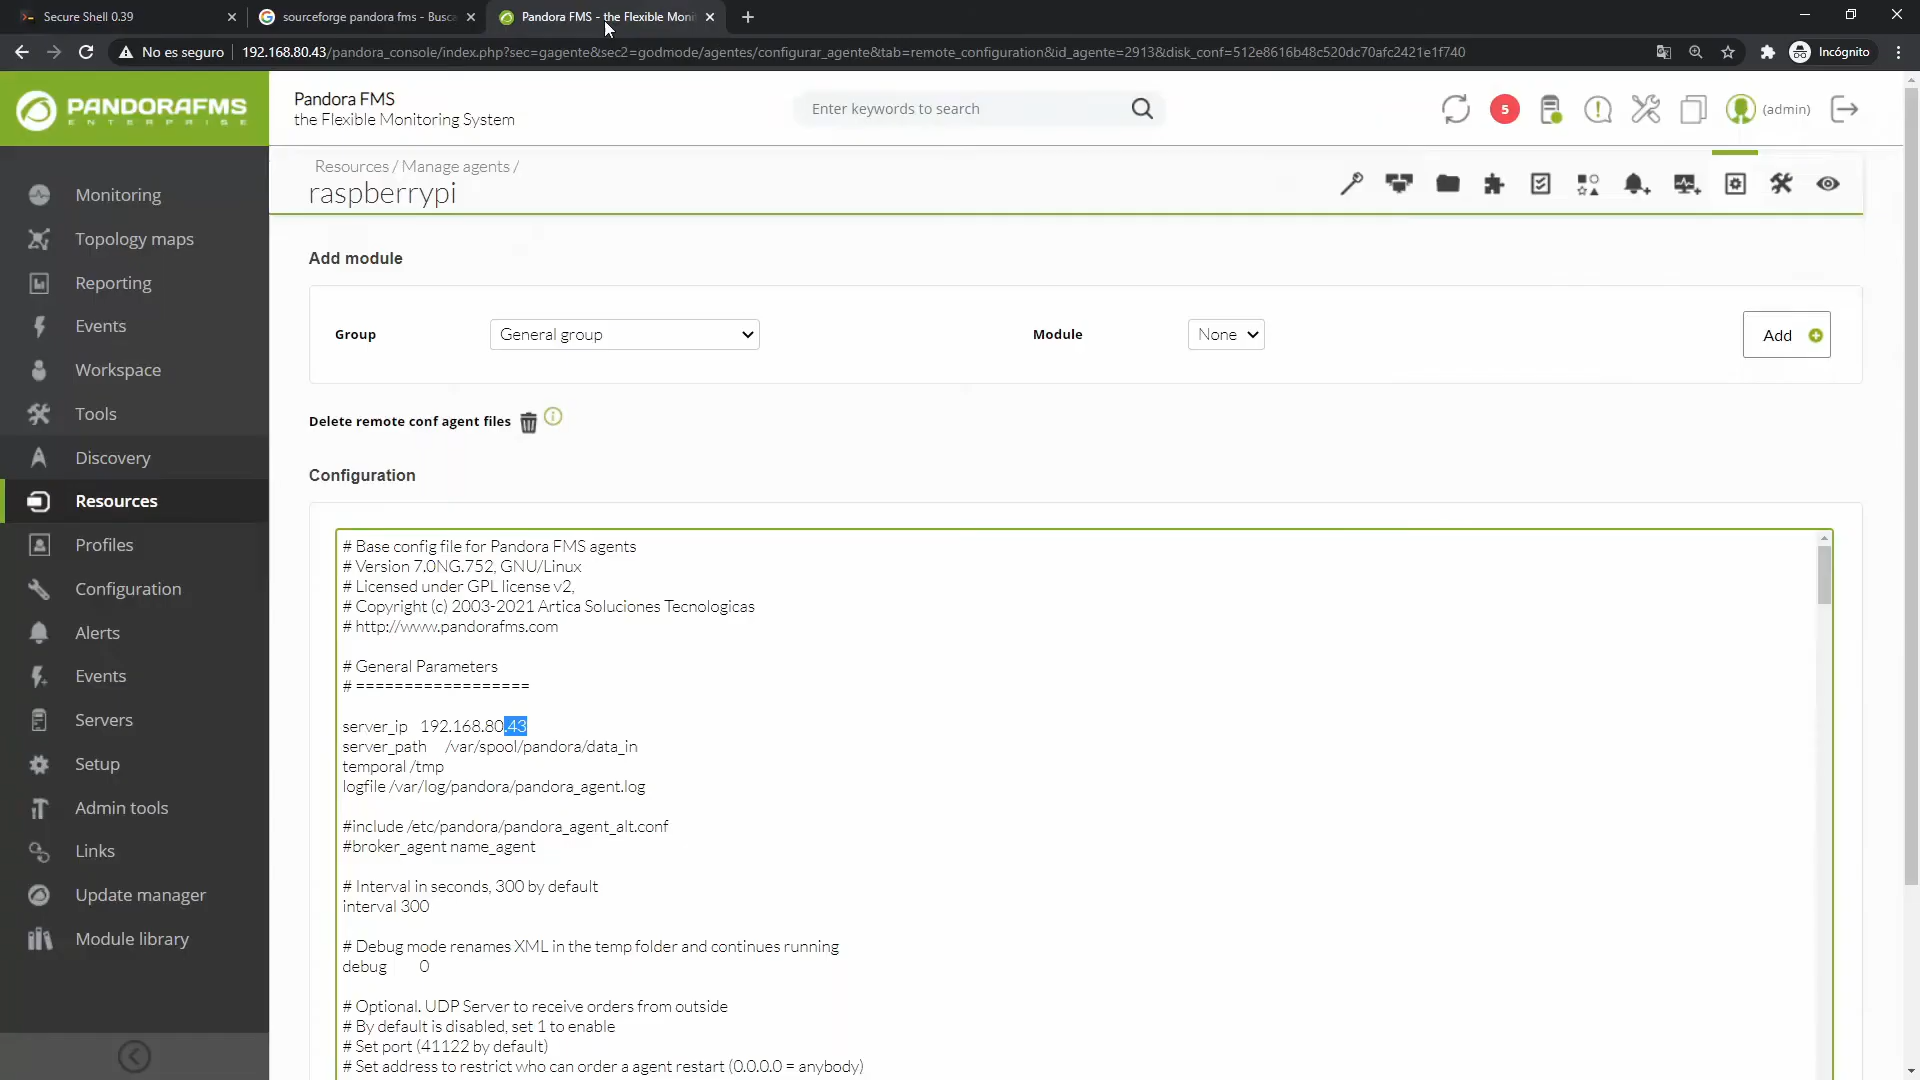 Secure Shell 0.39
sourceforge pandora fms - Busca
Pandora FMS - the Flexible Moni
No es seguro
192.168.80.43/pandora_console/index.php?sec=gagente&sec2=godmode/agentes/configurar_agente&tab=remote_configuration&id_agente=2913&disk_conf=512e8616b48c520dc70afc2421e1f740
Incógnito
PANDORAFMS
ENTERPRISE
Pandora FMS
the Flexible Monitoring System
Enter keywords to search
5
(admin)
Resources / Manage agents /
raspberrypi
Monitoring
Topology maps
Reporting
Events
Workspace
Tools
Discovery
Resources
Profiles
Configuration
Alerts
Events
Servers
Setup
Admin tools
Links
Update manager
Module library
Add module
Group
General group
Module
None
Add
Delete remote conf agent files
Configuration
# Base config file for Pandora FMS agents
# Version 7.0NG.752, GNU/Linux
# Licensed under GPL license v2,
# Copyright (c) 2003-2021 Artica Soluciones Tecnologicas
# http://www.pandorafms.com
# General Parameters
# ==================
server_ip 192.168.80.43
server_path /var/spool/pandora/data_in
temporal /tmp
logfile /var/log/pandora/pandora_agent.log
#include /etc/pandora/pandora_agent_alt.conf
#broker_agent name_agent
# Interval in seconds, 300 by default
interval 300
# Debug mode renames XML in the temp folder and continues running
debug 0
# Optional. UDP Server to receive orders from outside
# By default is disabled, set 1 to enable
# Set port (41122 by default)
# Set address to restrict who can order a agent restart (0.0.0.0 = anybody)